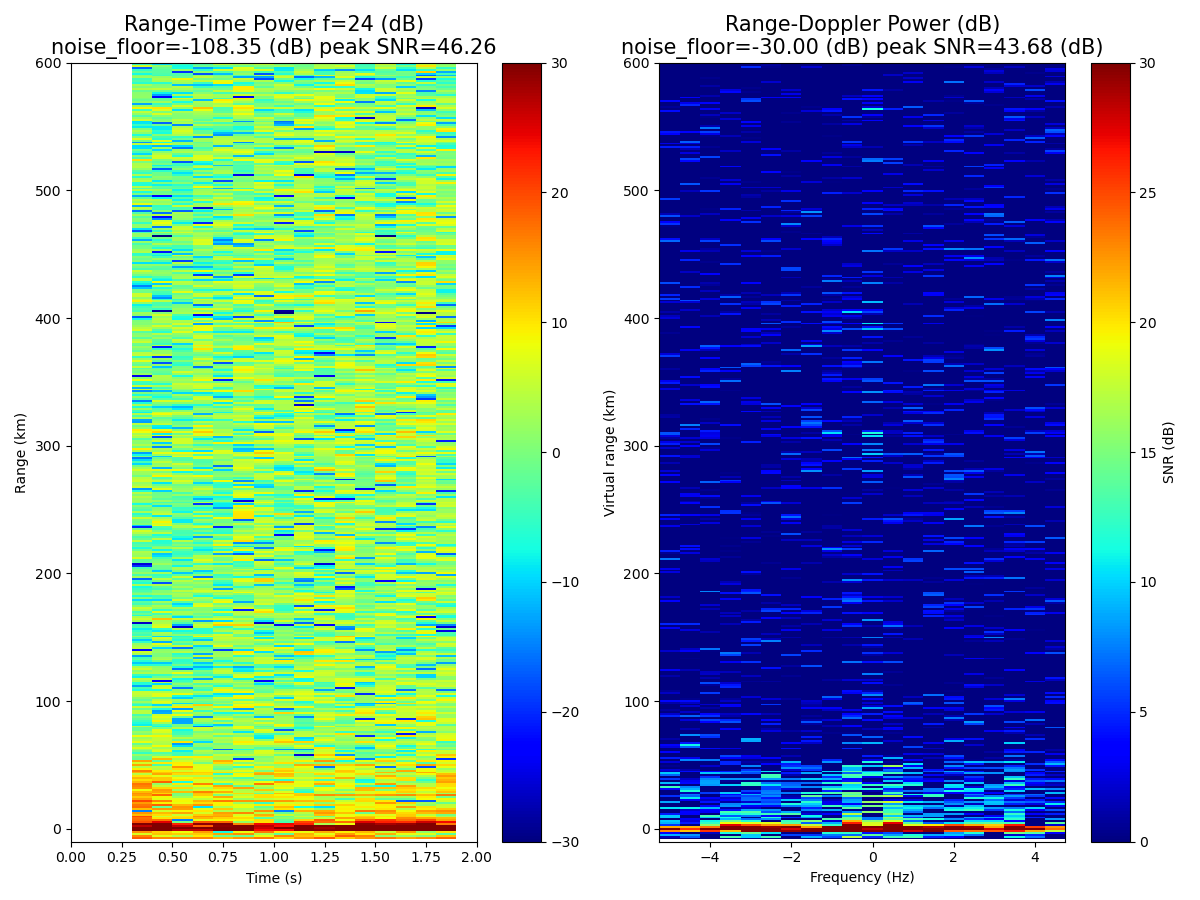 Range-Time Power f=24 (dB)
noise_floor=-108.35 (dB) peak SNR=46.26
Range (km)
600
500
400
300
200
100
0
0.00 0.25 0.50 0.75 1.00 1.25 1.50 1.75 2.00
Time (s)
30
20
10
0
−10
−20
−30
Range-Doppler Power (dB)
noise_floor=-30.00 (dB) peak SNR=43.68 (dB)
Virtual range (km)
600
500
400
300
200
100
0
−4 −2 0 2 4
Frequency (Hz)
30
25
20
15
10
5
0
SNR (dB)